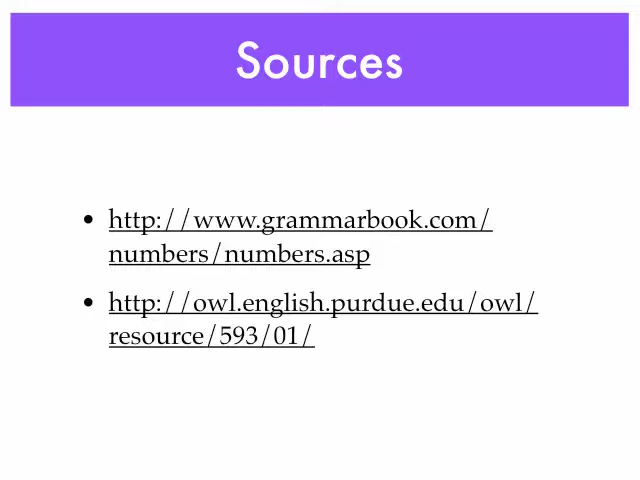 Sources
• http://www.grammarbook.com/
numbers/numbers.asp
• http://owl.english.purdue.edu/owl/
resource/593/01/